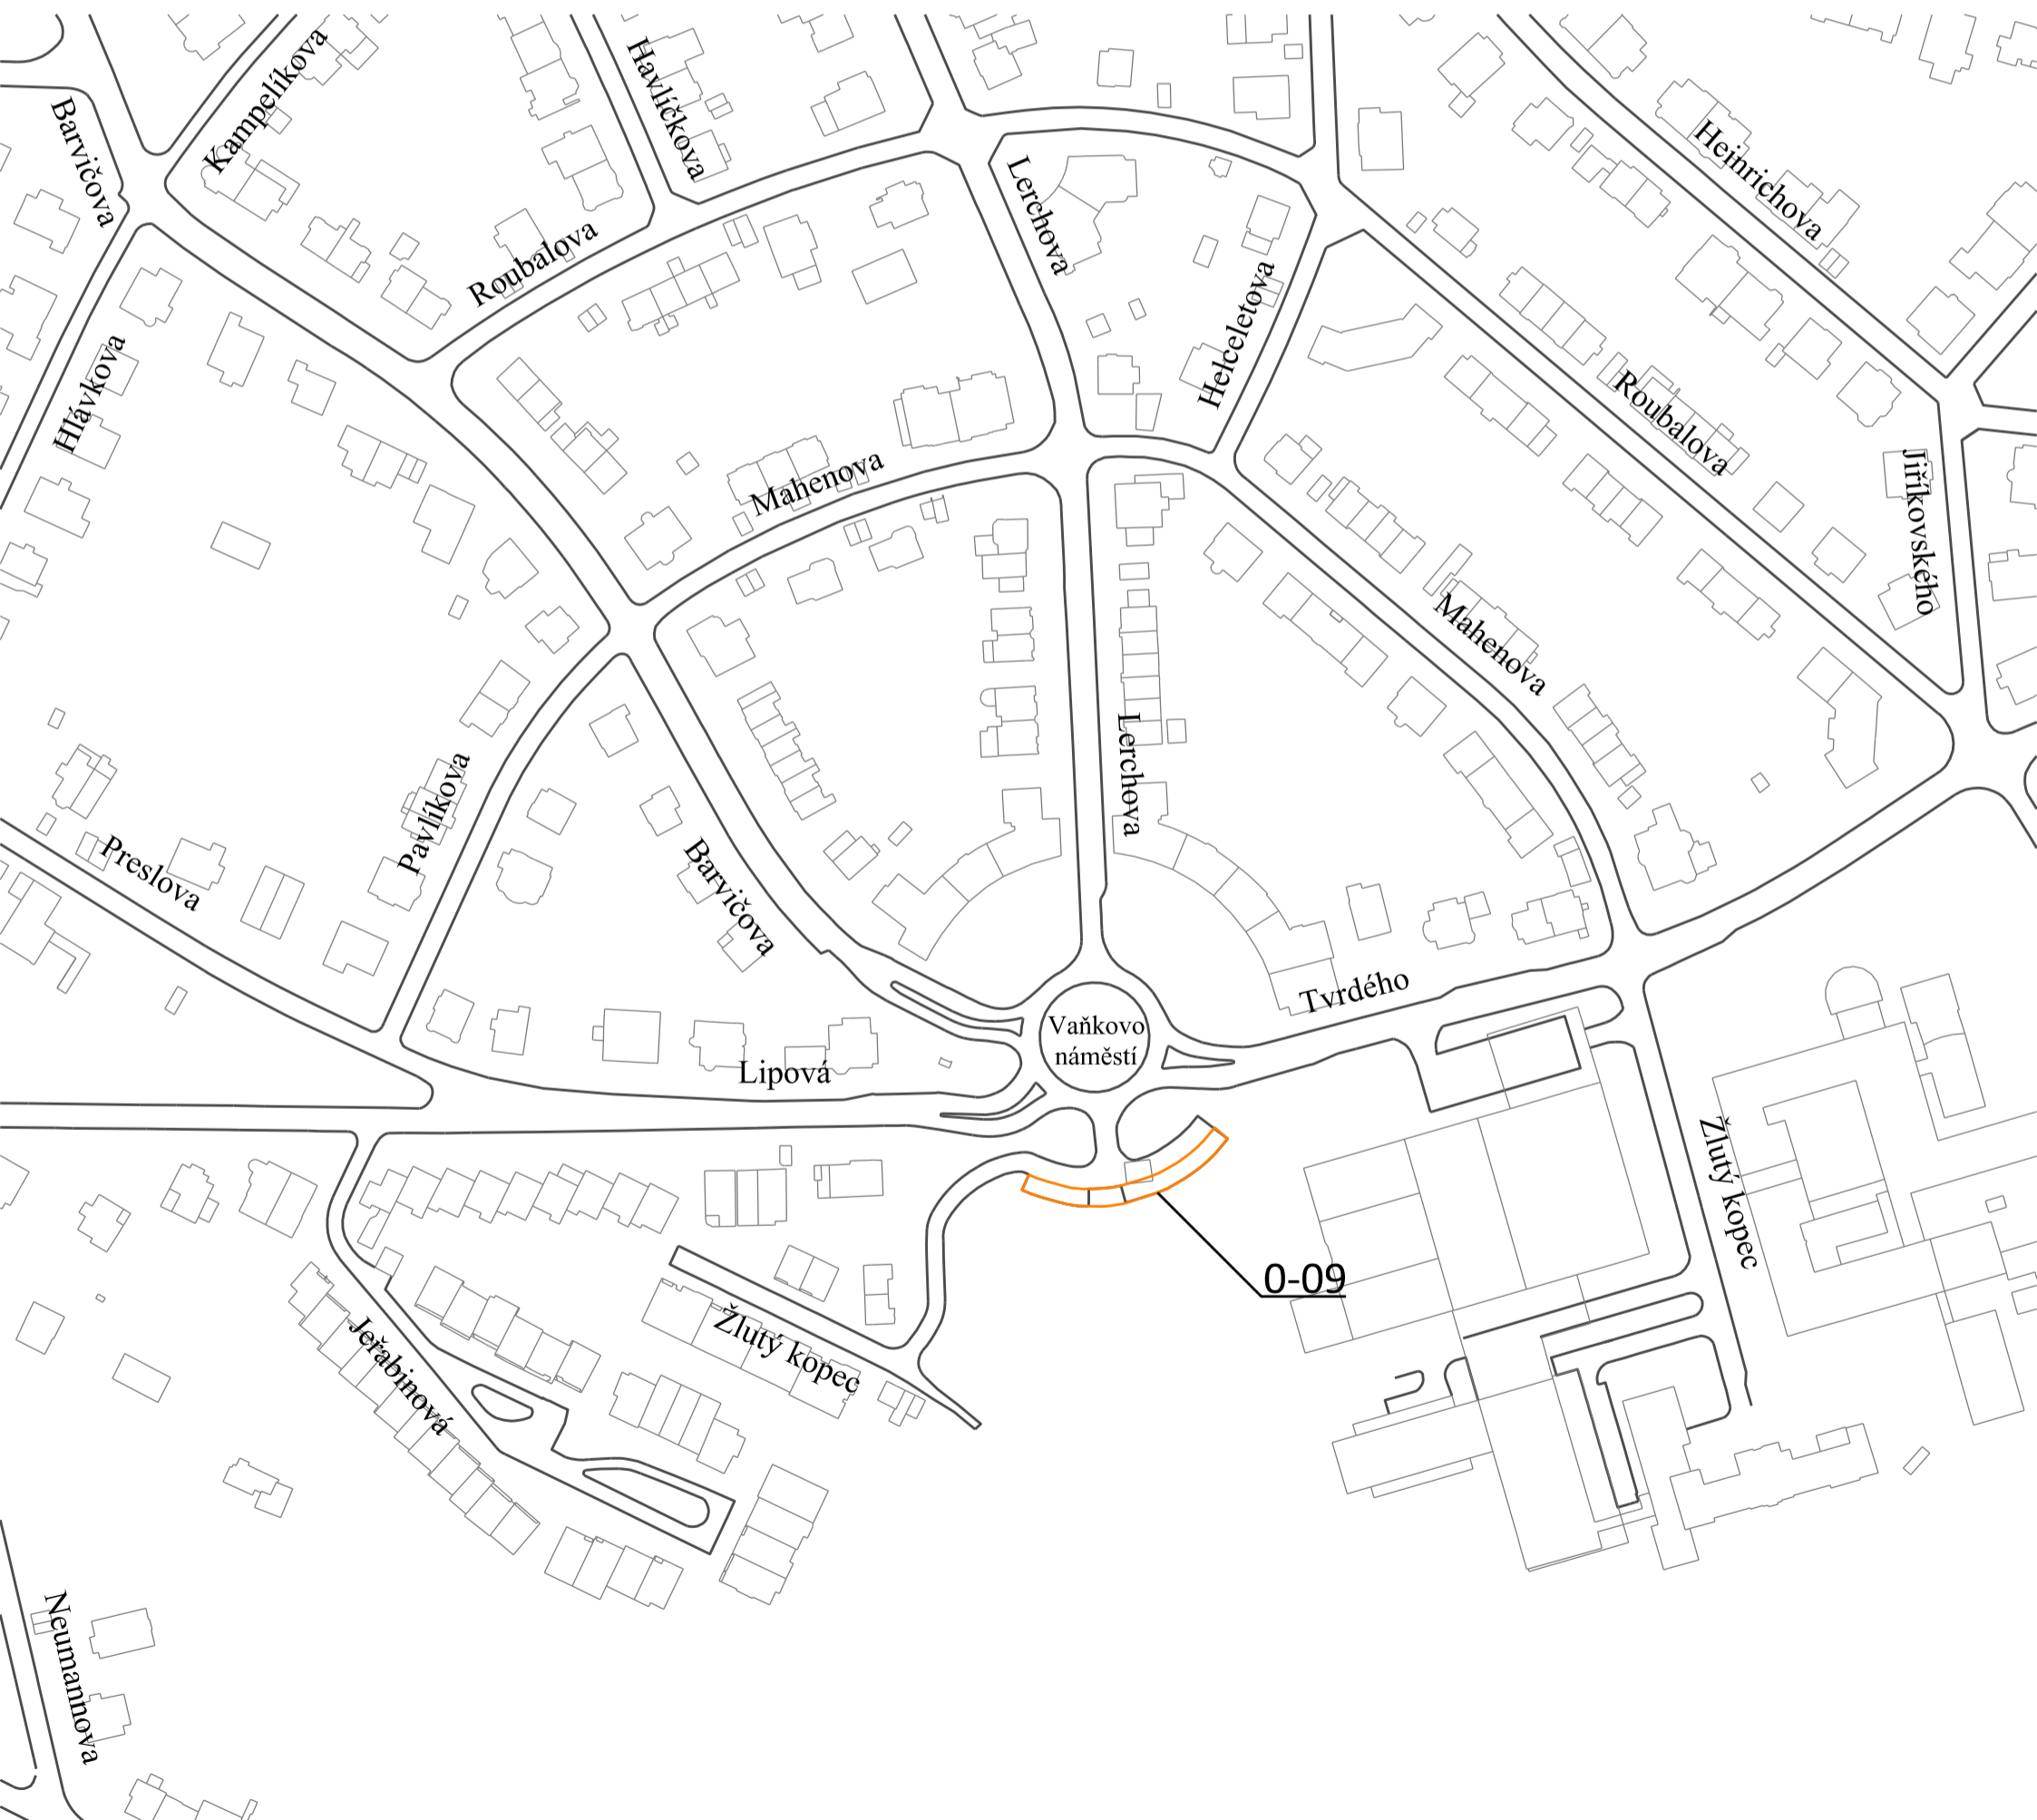 Kampelíkova
Havlíčkova
Barvičova
Heinrichova
Lerchova
Roubalova
Helceletova
Hlávkova
Roubalova
Mahenova
Jiříkovského
Mahenova
Lerchova
Pavlíkova
Preslova
Barvičova
Tvrdého
Vaňkovo
náměstí
Lipová
Žlutý kopec
0-09
Žlutý kopec
Jeřabinová
Neumannova